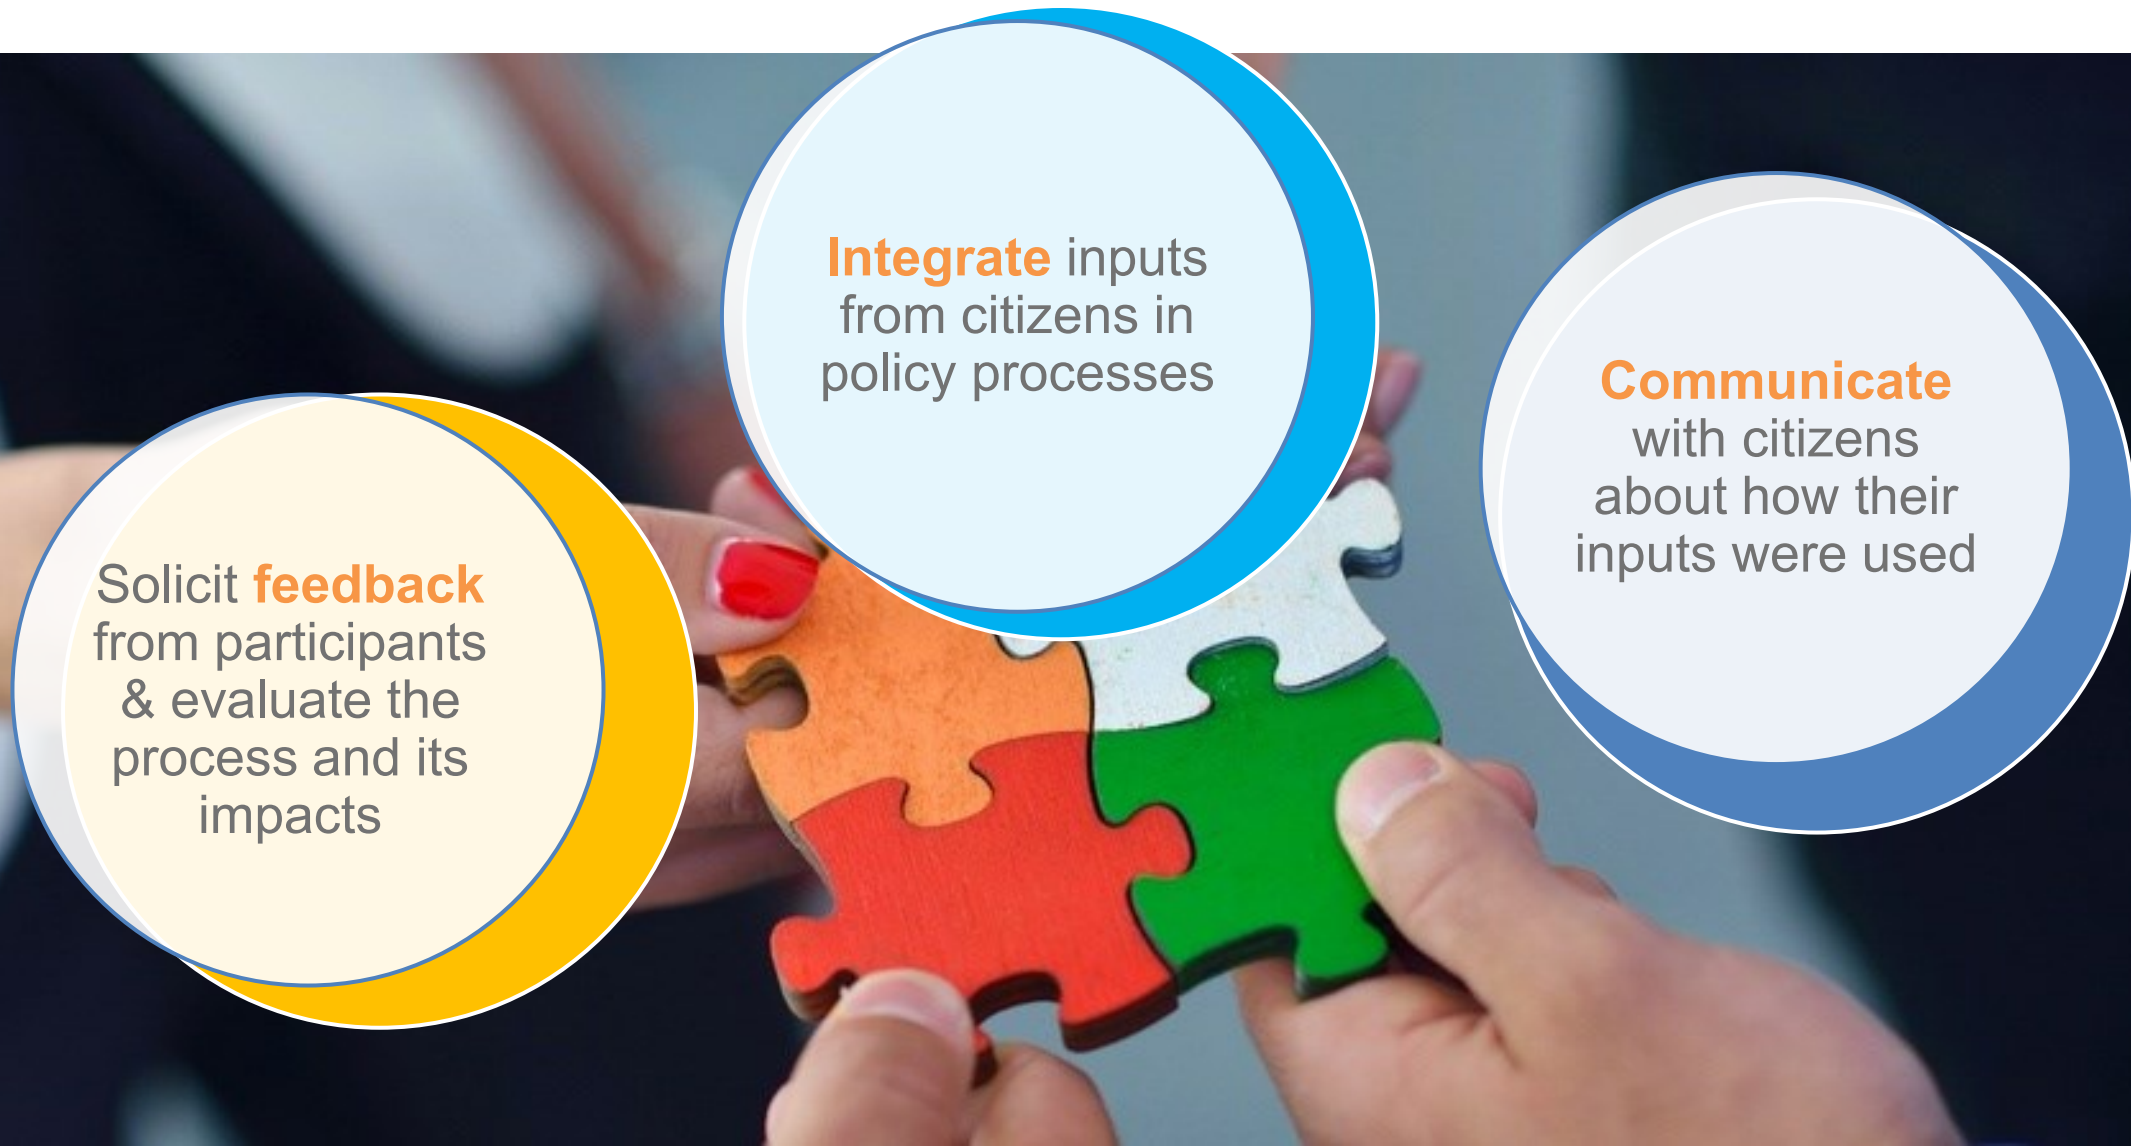 Solicit feedback
from participants
& evaluate the
process and its
impacts
Integrate inputs
from citizens in
policy processes
Communicate
with citizens
about how their
inputs were used